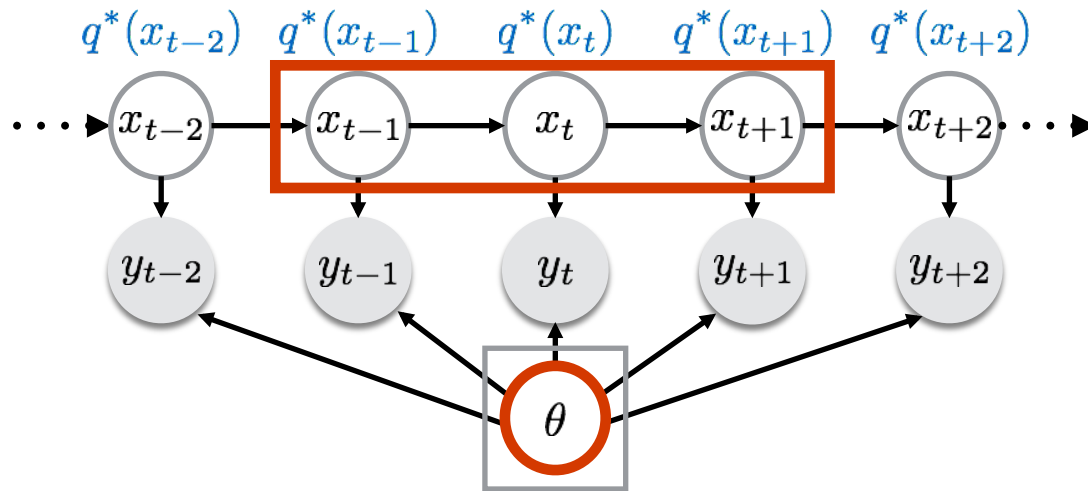 q*(x_{t−2}) q*(x_{t−1}) q*(x_t) q*(x_{t+1}) q*(x_{t+2})
x_{t−2} x_{t−1} x_t x_{t+1} x_{t+2}
y_{t−2} y_{t−1} y_t y_{t+1} y_{t+2}
θ